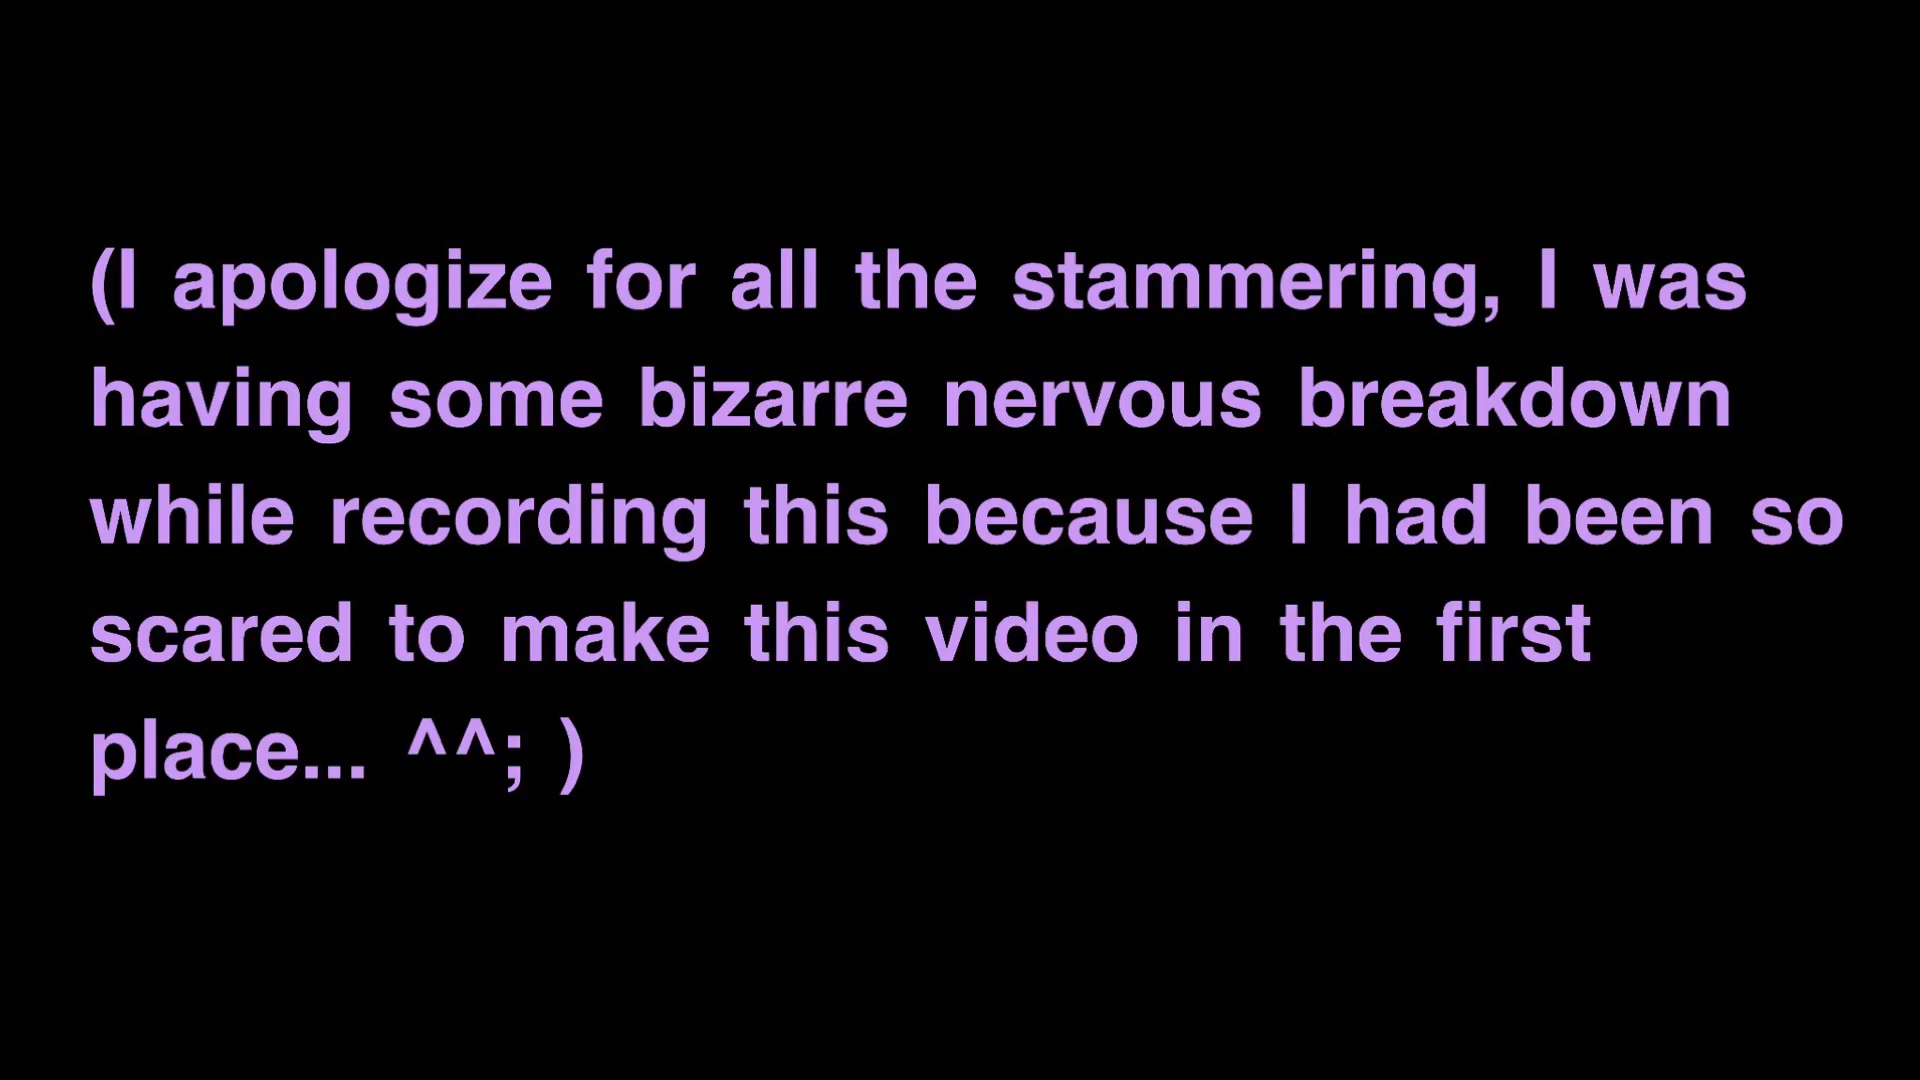 (I apologize for all the stammering, I was
having some bizarre nervous breakdown
while recording this because I had been so
scared to make this video in the first
place... ^^; )